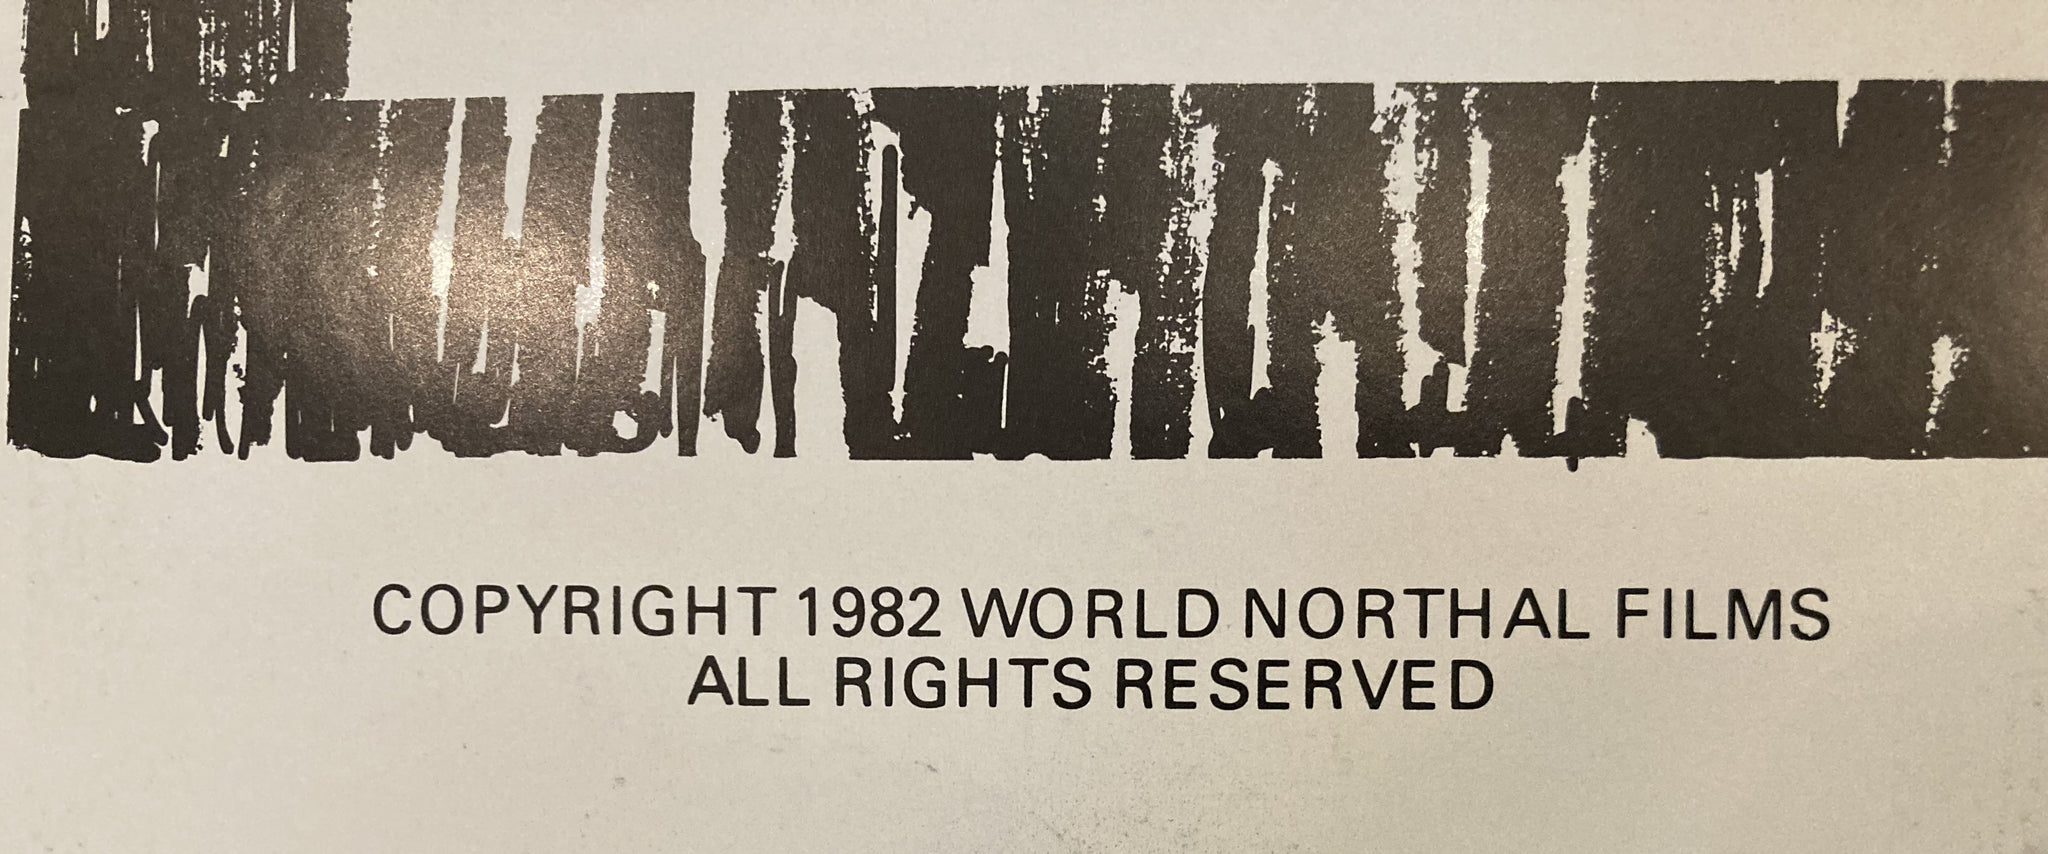 COPYRIGHT 1982 WORLD NORTHAL FILMS
ALL RIGHTS RESERVED